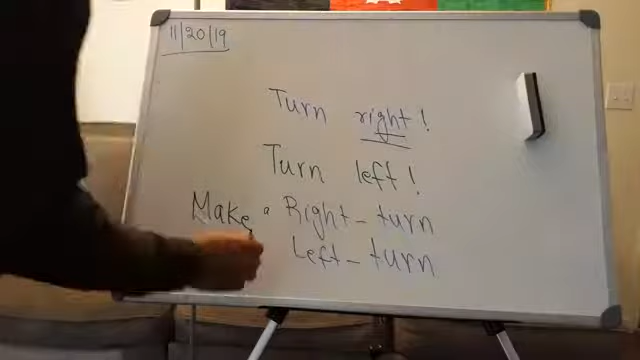 11/20/19
Turn right!
Turn left!
Make a Right-turn
Left-turn